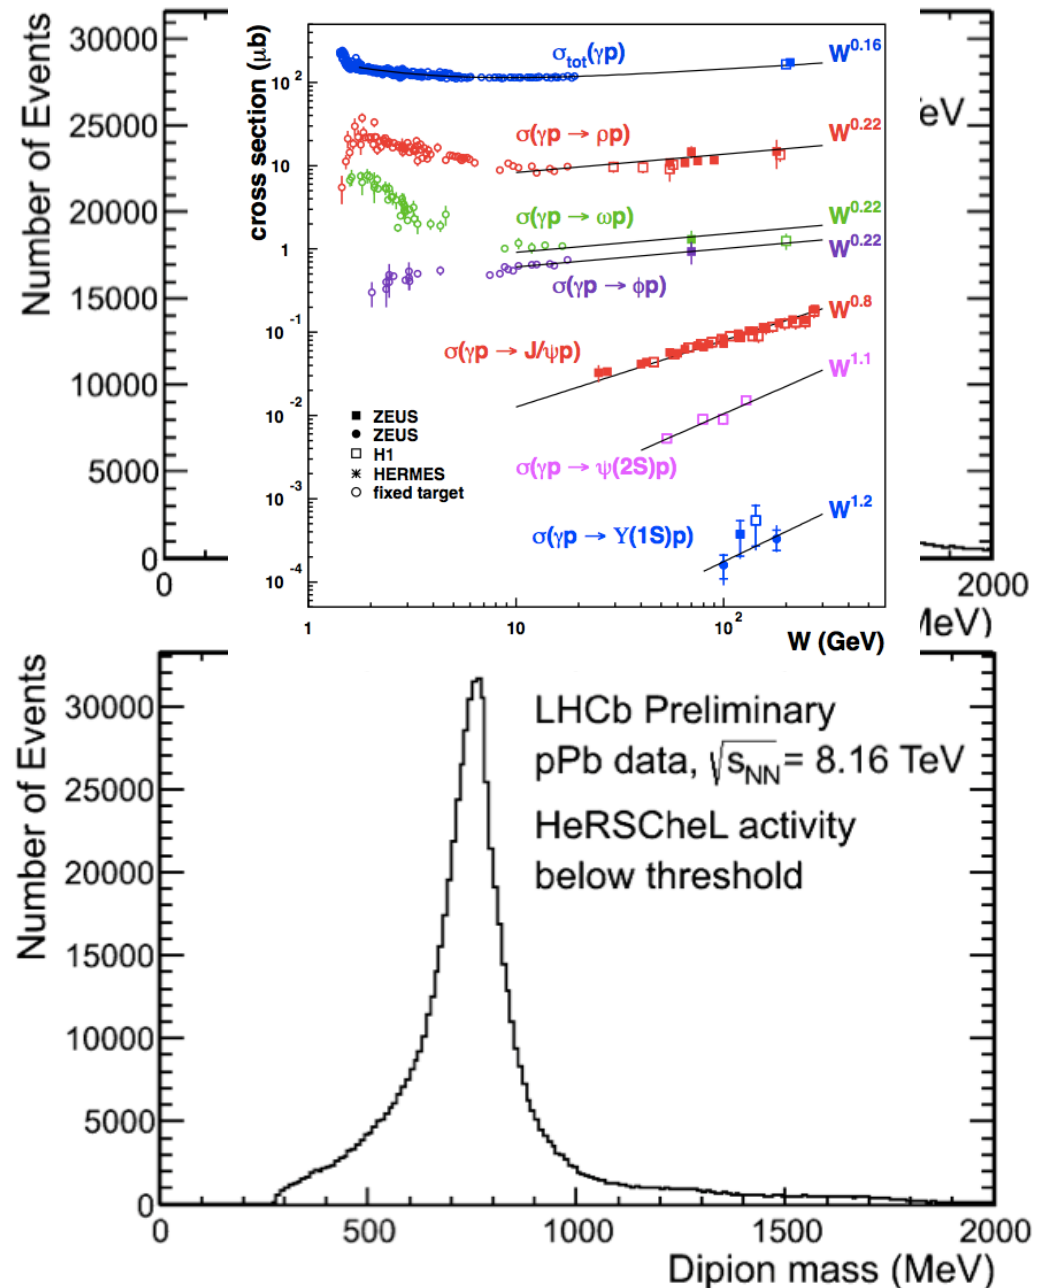 30000
25000
20000
15000
10000
5000
0
Number of Events
0
2000
eV
MeV)
cross section (μb)
10²
10
1
10⁻¹
10⁻²
10⁻³
10⁻⁴
1
10
10²
W (GeV)
σtot(γp)
W⁰·¹⁶
σ(γp → ρp)
W⁰·²²
σ(γp → ωp)
W⁰·²²
W⁰·²²
σ(γp → ϕp)
W⁰·⁸
σ(γp → J/ψp)
W¹·¹
σ(γp → ψ(2S)p)
W¹·²
σ(γp → Υ(1S)p)
ZEUS
ZEUS
H1
HERMES
fixed target
30000
25000
20000
15000
10000
5000
0
Number of Events
LHCb Preliminary
pPb data, √sNN = 8.16 TeV
HeRSCheL activity
below threshold
0
500
1000
1500
2000
Dipion mass (MeV)